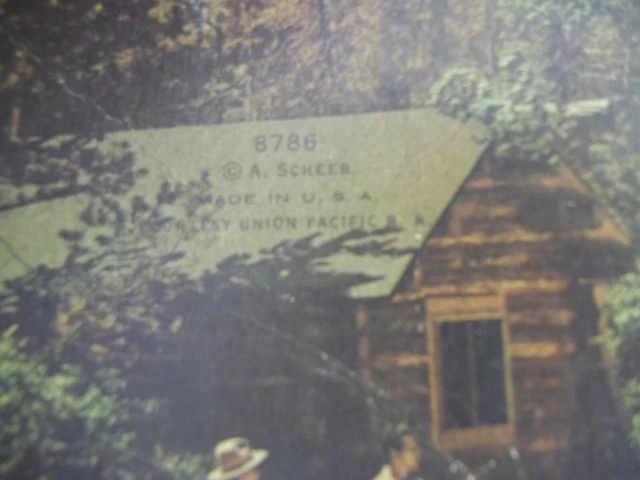 8786
© A. SCHEER
MADE IN U. S. A.
COURTESY UNION PACIFIC R. R.